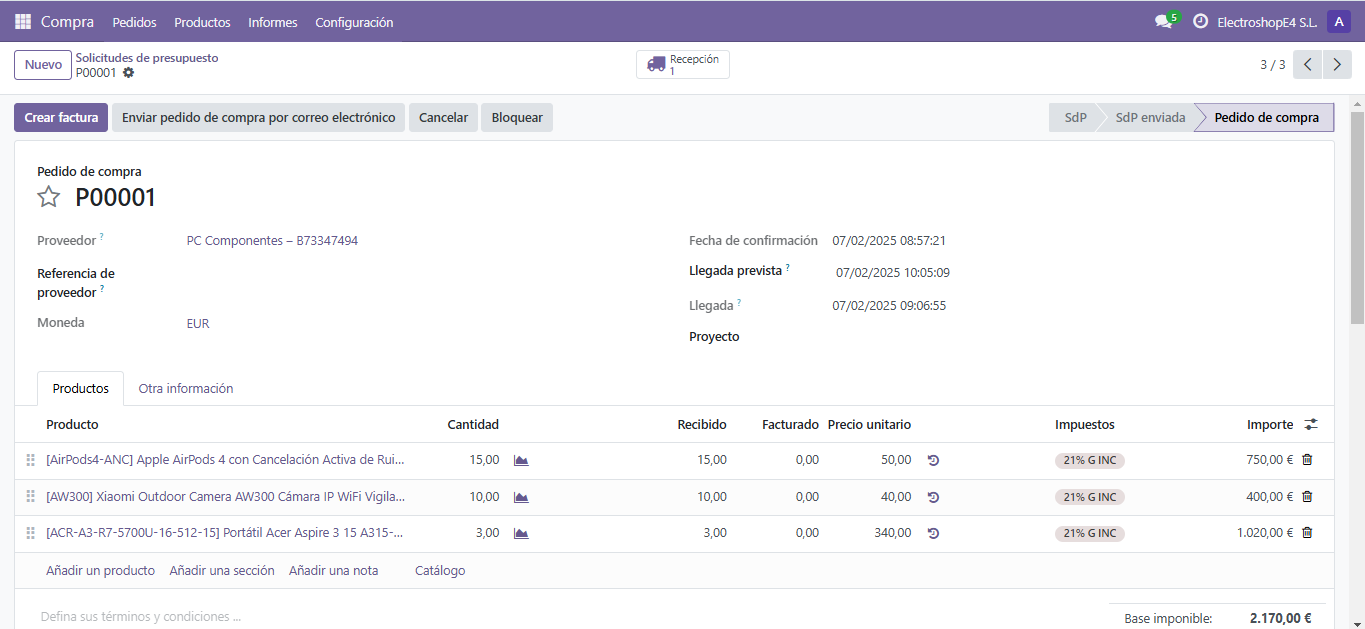 Compra Pedidos Productos Informes Configuración 5 ElectroshopE4 S.L. A
Nuevo Solicitudes de presupuesto
P00001
Recepción
1
3 / 3
Crear factura Enviar pedido de compra por correo electrónico Cancelar Bloquear SdP SdP enviada Pedido de compra
Pedido de compra
P00001
Proveedor ? PC Componentes – B73347494
Referencia de
proveedor ?
Moneda EUR
Fecha de confirmación 07/02/2025 08:57:21
Llegada prevista ? 07/02/2025 10:05:09
Llegada ? 07/02/2025 09:06:55
Proyecto
Productos Otra información
Producto Cantidad Recibido Facturado Precio unitario Impuestos Importe
[AirPods4-ANC] Apple AirPods 4 con Cancelación Activa de Rui... 15,00 15,00 0,00 50,00 21% G INC 750,00 €
[AW300] Xiaomi Outdoor Camera AW300 Cámara IP WiFi Vigila... 10,00 10,00 0,00 40,00 21% G INC 400,00 €
[ACR-A3-R7-5700U-16-512-15] Portátil Acer Aspire 3 15 A315-... 3,00 3,00 0,00 340,00 21% G INC 1.020,00 €
Añadir un producto Añadir una sección Añadir una nota Catálogo
Defina sus términos y condiciones ...
Base imponible: 2.170,00 €